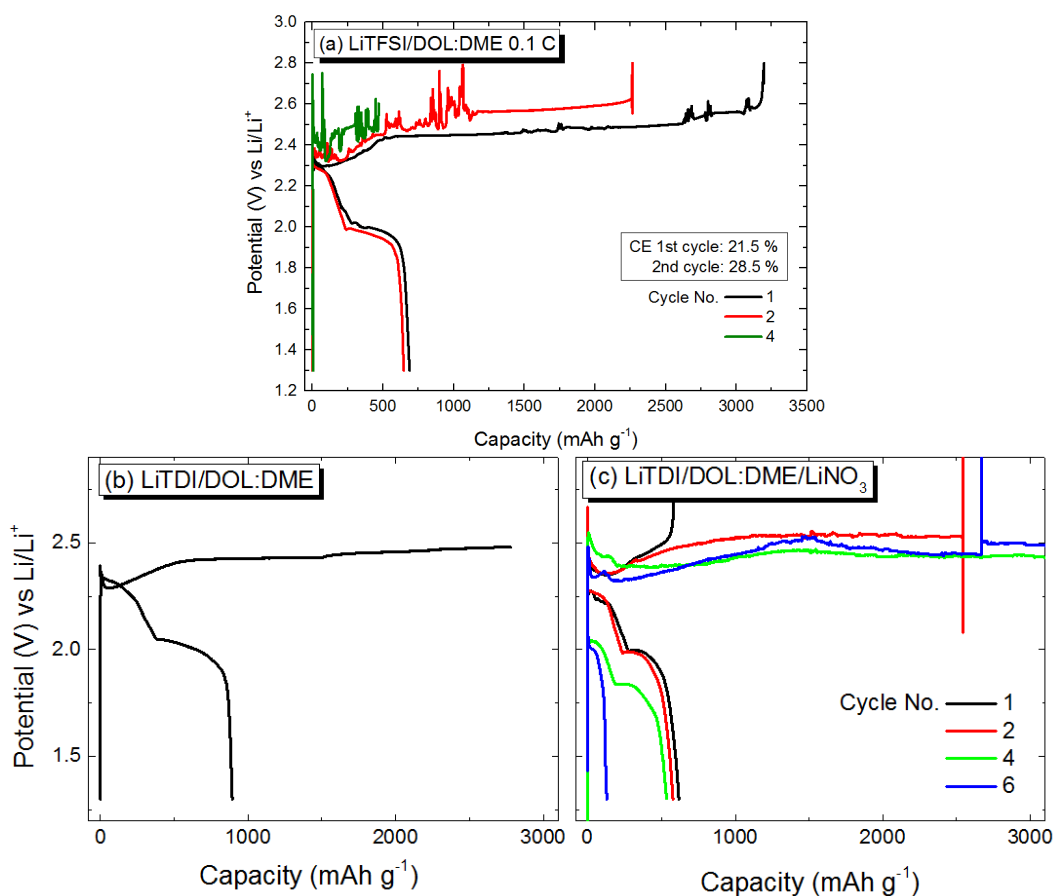 (a) LiTFSI/DOL:DME 0.1 C
3.0
2.8
2.6
2.4
2.2
2.0
1.8
1.6
1.4
1.2
Potential (V) vs Li/Li⁺
CE 1st cycle: 21.5 %
2nd cycle: 28.5 %
Cycle No.
1
2
4
0 500 1000 1500 2000 2500 3000 3500
Capacity (mAh g⁻¹)
(b) LiTDI/DOL:DME
2.5
2.0
1.5
Potential (V) vs Li/Li⁺
0 1000 2000 3000
Capacity (mAh g⁻¹)
(c) LiTDI/DOL:DME/LiNO₃
Cycle No.
1
2
4
6
0 1000 2000 3000
Capacity (mAh g⁻¹)